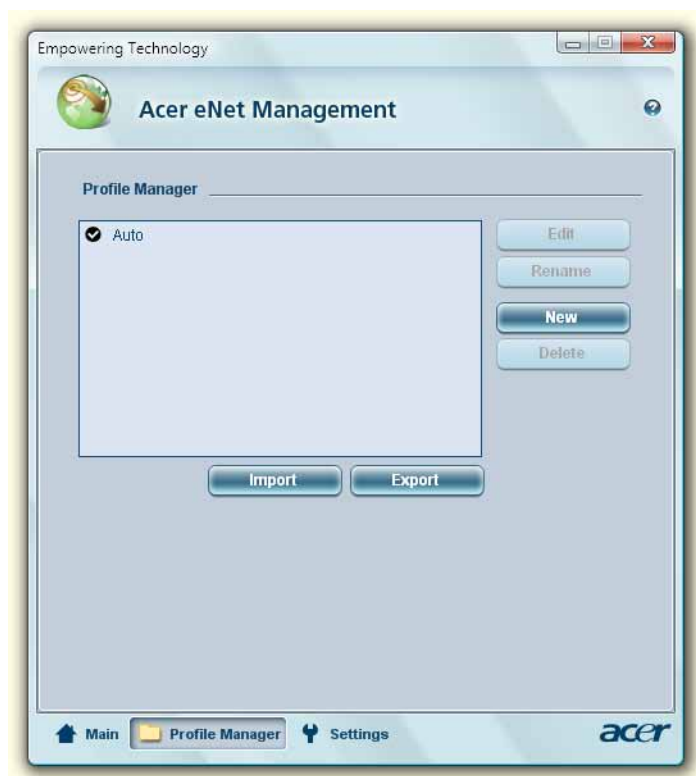 Empowering Technology
Acer eNet Management
Profile Manager
Auto
Edit
Rename
New
Delete
Import
Export
Main
Profile Manager
Settings
acer